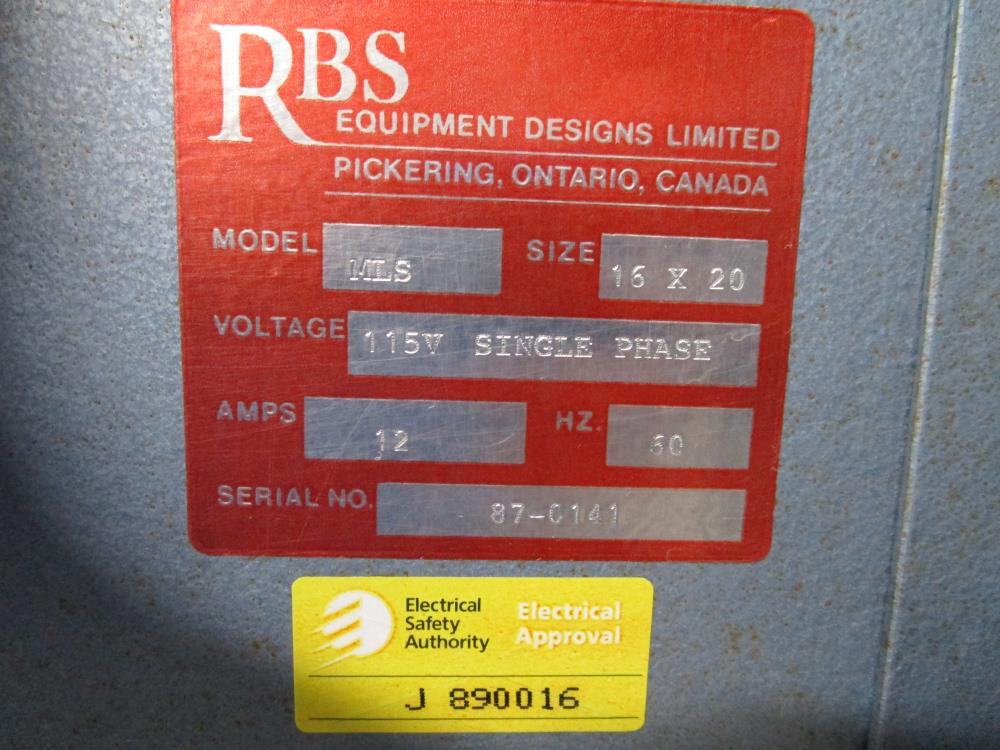 RBS
EQUIPMENT DESIGNS LIMITED
PICKERING, ONTARIO, CANADA
MODEL MLS SIZE 16 X 20
VOLTAGE 115V SINGLE PHASE
AMPS 12 HZ. 60
SERIAL NO. 87-0141
Electrical Electrical
Safety Approval
Authority
J 890016